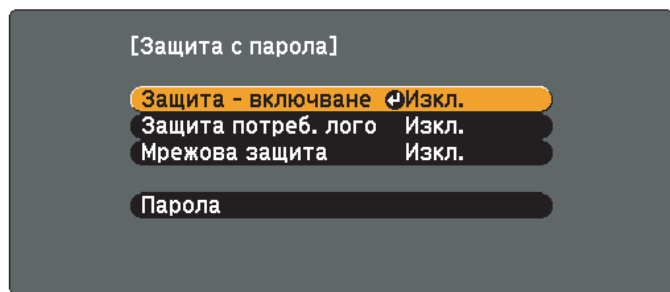 [Защита с парола]
Защита - включване Изкл.
Защита потреб. лого Изкл.
Мрежова защита Изкл.
Парола